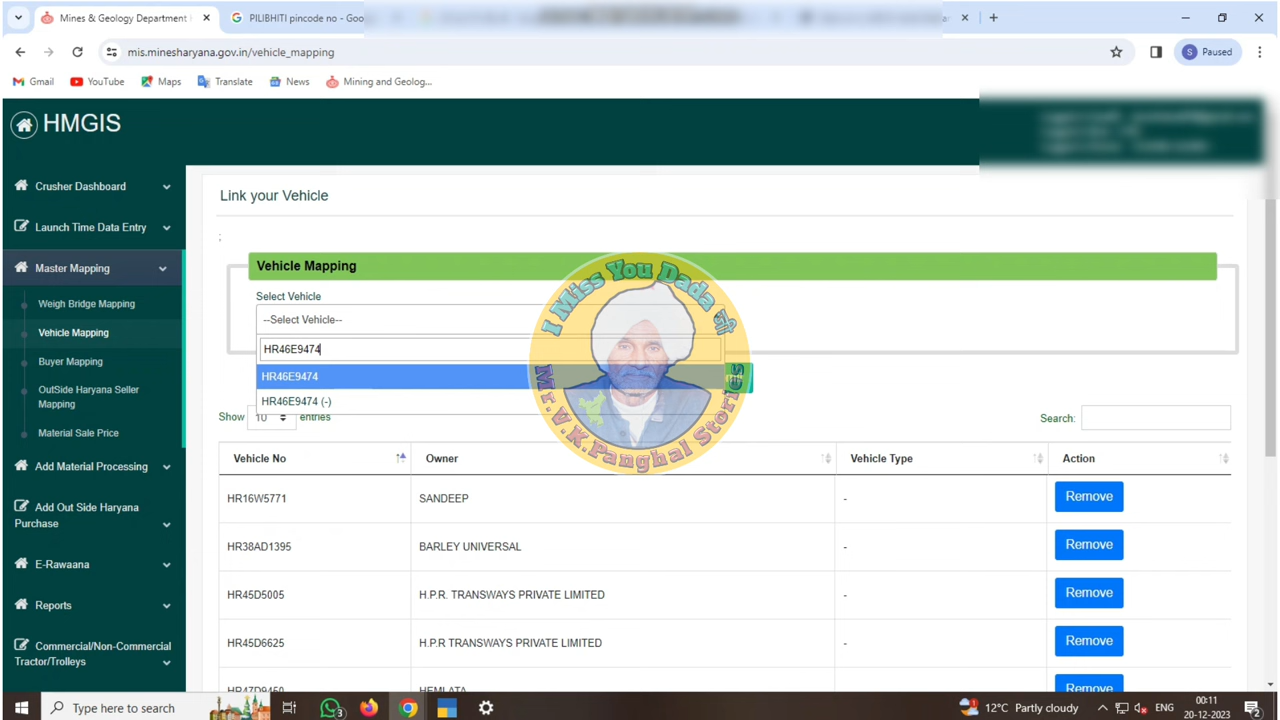 Mines & Geology Department
PILIBHITI pincode no - Goo
mis.minesharyana.gov.in/vehicle_mapping
S Paused
Gmail YouTube Maps Translate News Mining and Geolog...
HMGIS
Crusher Dashboard
Launch Time Data Entry
Master Mapping
Weigh Bridge Mapping
Vehicle Mapping
Buyer Mapping
OutSide Haryana Seller
Mapping
Material Sale Price
Add Material Processing
Add Out Side Haryana
Purchase
E-Rawaana
Reports
Commercial/Non-Commercial
Tractor/Trolleys
Link your Vehicle
;
Vehicle Mapping
Select Vehicle
--Select Vehicle--
HR46E9474
HR46E9474
HR46E9474 (-)
I Miss You Dada जी
Mr.V.K.Panghal Stories
Show 10 entries
Search:
Vehicle No Owner Vehicle Type Action
HR16W5771 SANDEEP - Remove
HR38AD1395 BARLEY UNIVERSAL - Remove
HR45D5005 H.P.R. TRANSWAYS PRIVATE LIMITED - Remove
HR45D6625 H.P.R TRANSWAYS PRIVATE LIMITED - Remove
HR47D9450 HEMLATA Remove
Type here to search
3
12°C Partly cloudy
ENG
00:11
20-12-2023
2